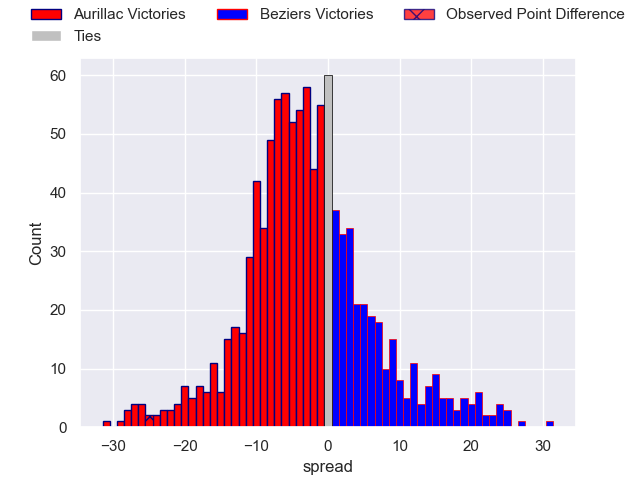 Aurillac Victories
Beziers Victories
Observed Point Difference
Ties
60
50
40
30
20
10
0
Count
−30
−20
−10
0
10
20
30
spread